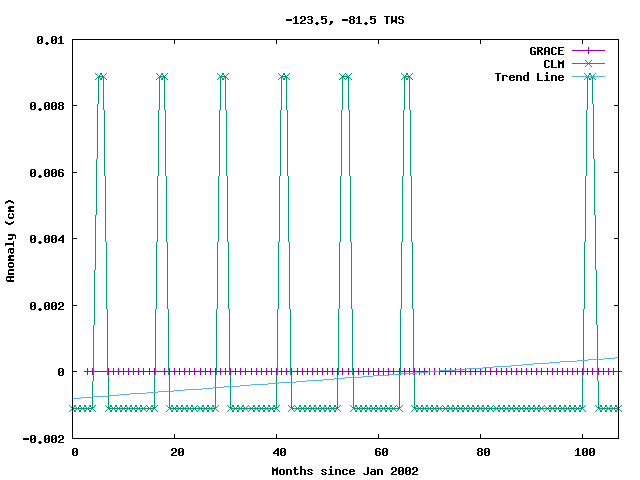 -123.5, -81.5 TWS
0.01
GRACE
CLM
Trend Line
0.008
0.006
0.004
0.002
0
-0.002
Anomaly (cm)
0 20 40 60 80 100
Months since Jan 2002